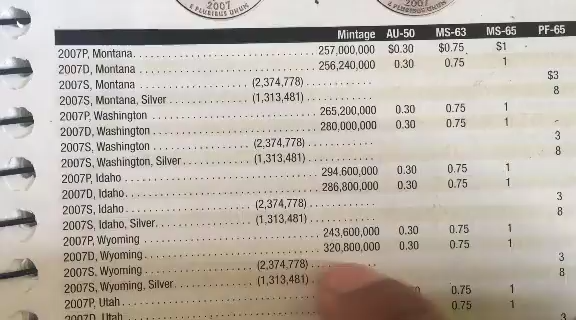 2007
E PLURIBUS UNUM
2007
E PLURIBUS UNUM
Mintage AU-50 MS-63 MS-65 PF-65
2007P, Montana 257,000,000 $0.30 $0.75 $1
2007D, Montana 256,240,000 0.30 0.75 1
2007S, Montana (2,374,778) $3
2007S, Montana, Silver (1,313,481) 8
2007P, Washington 265,200,000 0.30 0.75 1
2007D, Washington 280,000,000 0.30 0.75 1
2007S, Washington (2,374,778) 3
2007S, Washington, Silver (1,313,481) 8
2007P, Idaho 294,600,000 0.30 0.75 1
2007D, Idaho 286,800,000 0.30 0.75 1
2007S, Idaho (2,374,778) 3
2007S, Idaho, Silver (1,313,481) 8
2007P, Wyoming 243,600,000 0.30 0.75 1
2007D, Wyoming 320,800,000 0.30 0.75 1
2007S, Wyoming (2,374,778) 3
2007S, Wyoming, Silver (1,313,481) 8
2007P, Utah 0.75 1
2007D, Utah 0.75 1
3